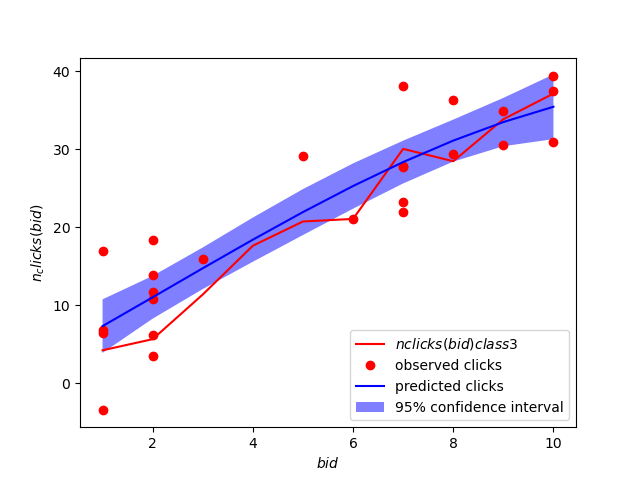 40
30
20
10
0
n_clicks(bid)
nclicks(bid)class3
observed clicks
predicted clicks
95% confidence interval
2
4
6
8
10
bid